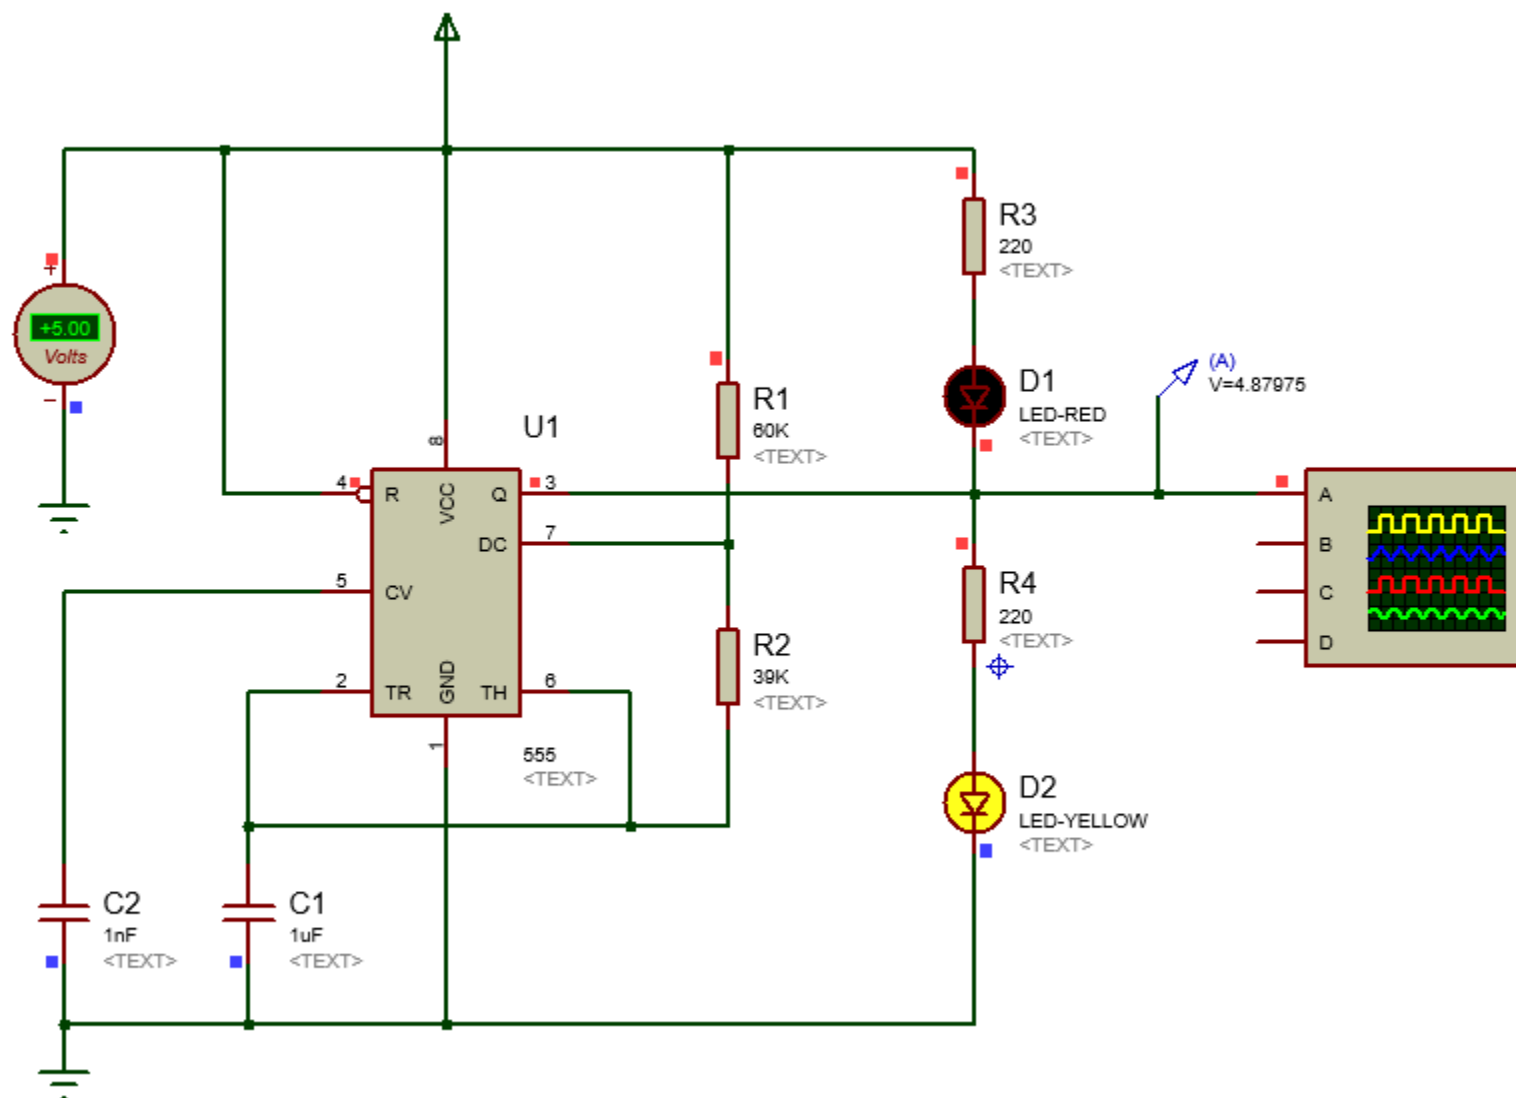 R3
220
<TEXT>
+5.00
Volts
+
−
D1
LED-RED
<TEXT>
(A)
V=4.87975
R1
60K
<TEXT>
U1
8
4
R
VCC
Q
3
A
DC
7
B
5
CV
C
R4
220
<TEXT>
D
R2
39K
<TEXT>
2
TR
GND
TH
6
1
555
<TEXT>
D2
LED-YELLOW
<TEXT>
C2
1nF
<TEXT>
C1
1uF
<TEXT>